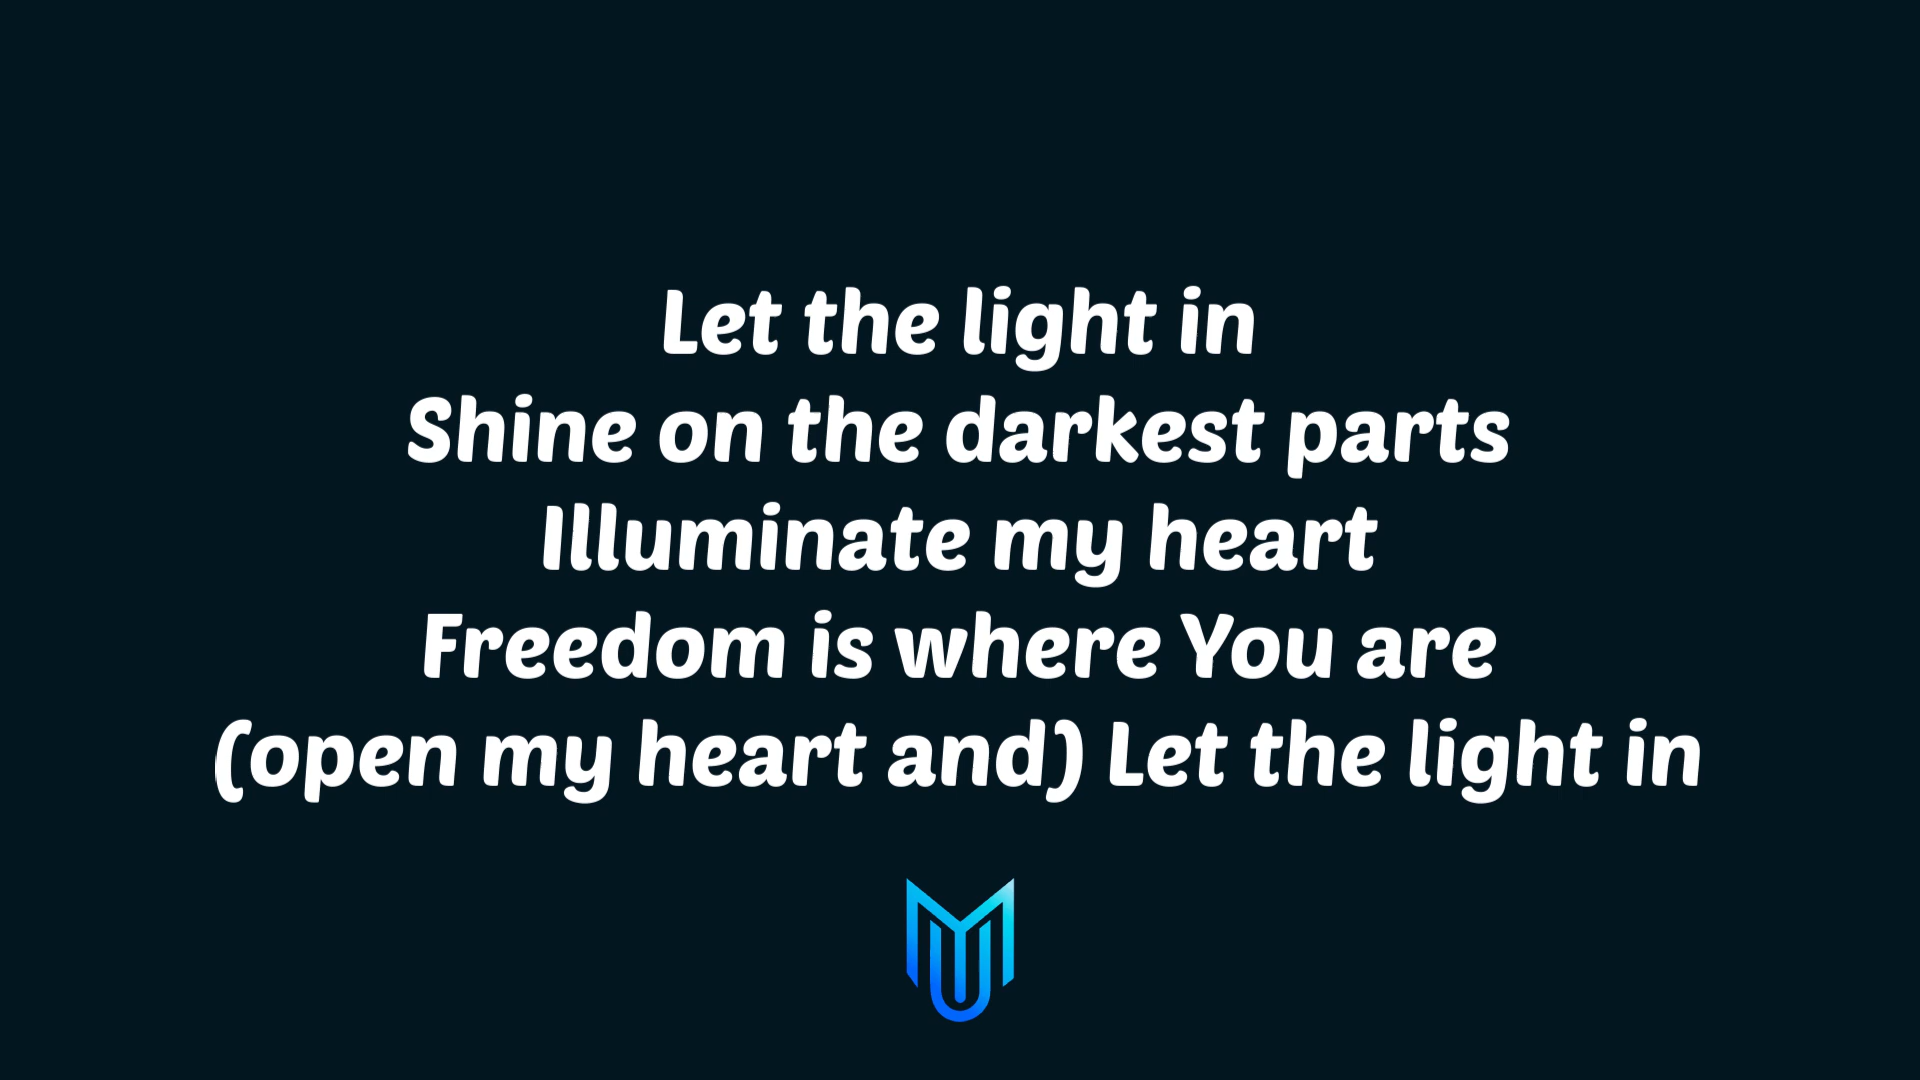 Let the light in
Shine on the darkest parts
Illuminate my heart
Freedom is where You are
(open my heart and) Let the light in